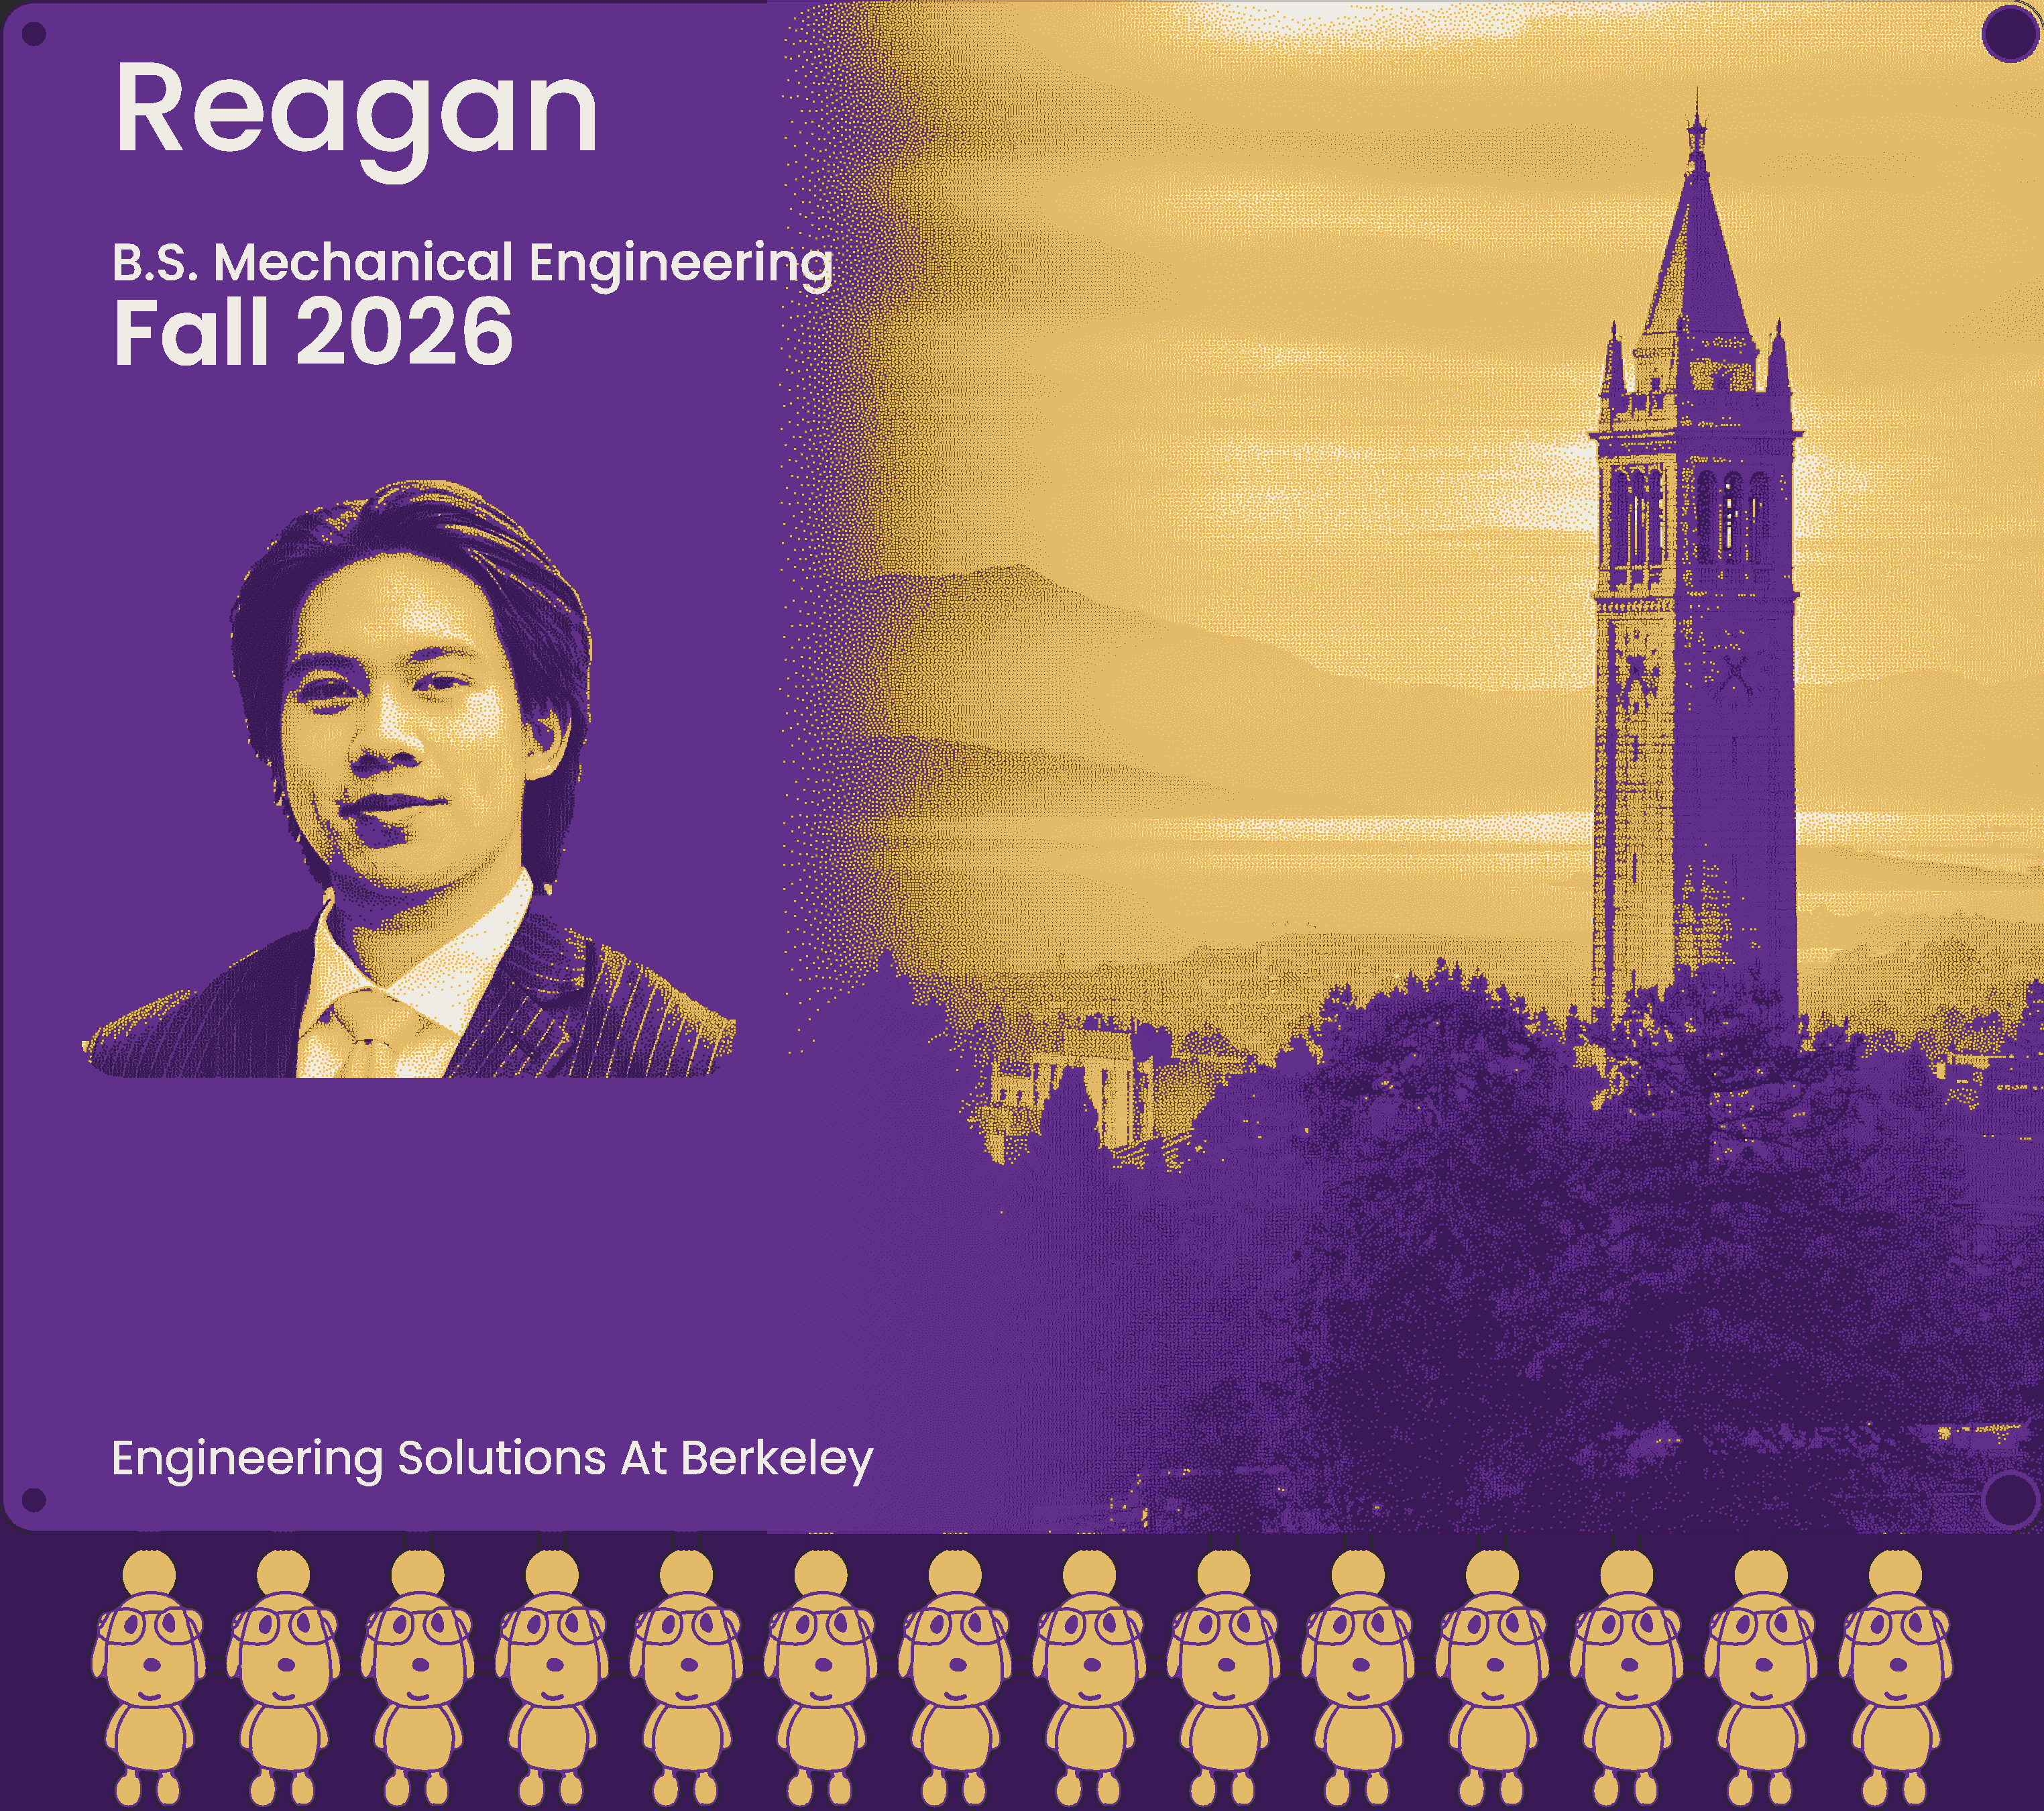 Reagan
B.S. Mechanical Engineering
Fall 2026
Engineering Solutions At Berkeley